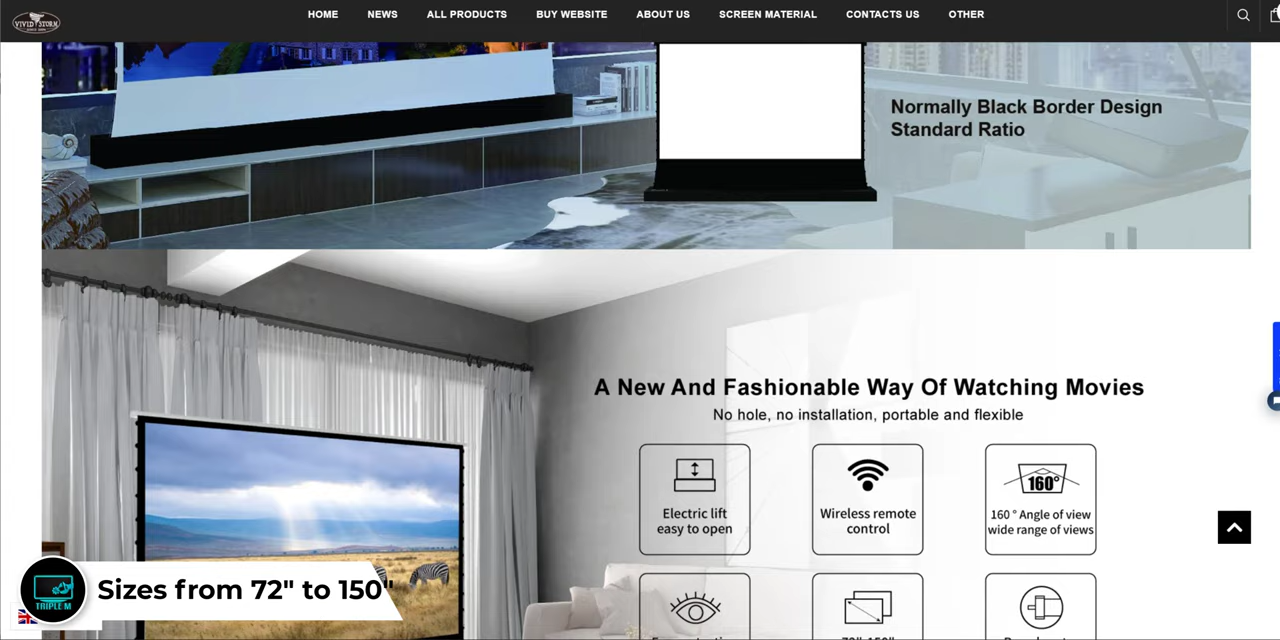 VIVID STORM
HOME NEWS ALL PRODUCTS BUY WEBSITE ABOUT US SCREEN MATERIAL CONTACTS US OTHER
Normally Black Border Design
Standard Ratio
A New And Fashionable Way Of Watching Movies
No hole, no installation, portable and flexible
Electric lift
easy to open
Wireless remote
control
160°
160 ° Angle of view
wide range of views
TRIPLE M
Sizes from 72" to 150"